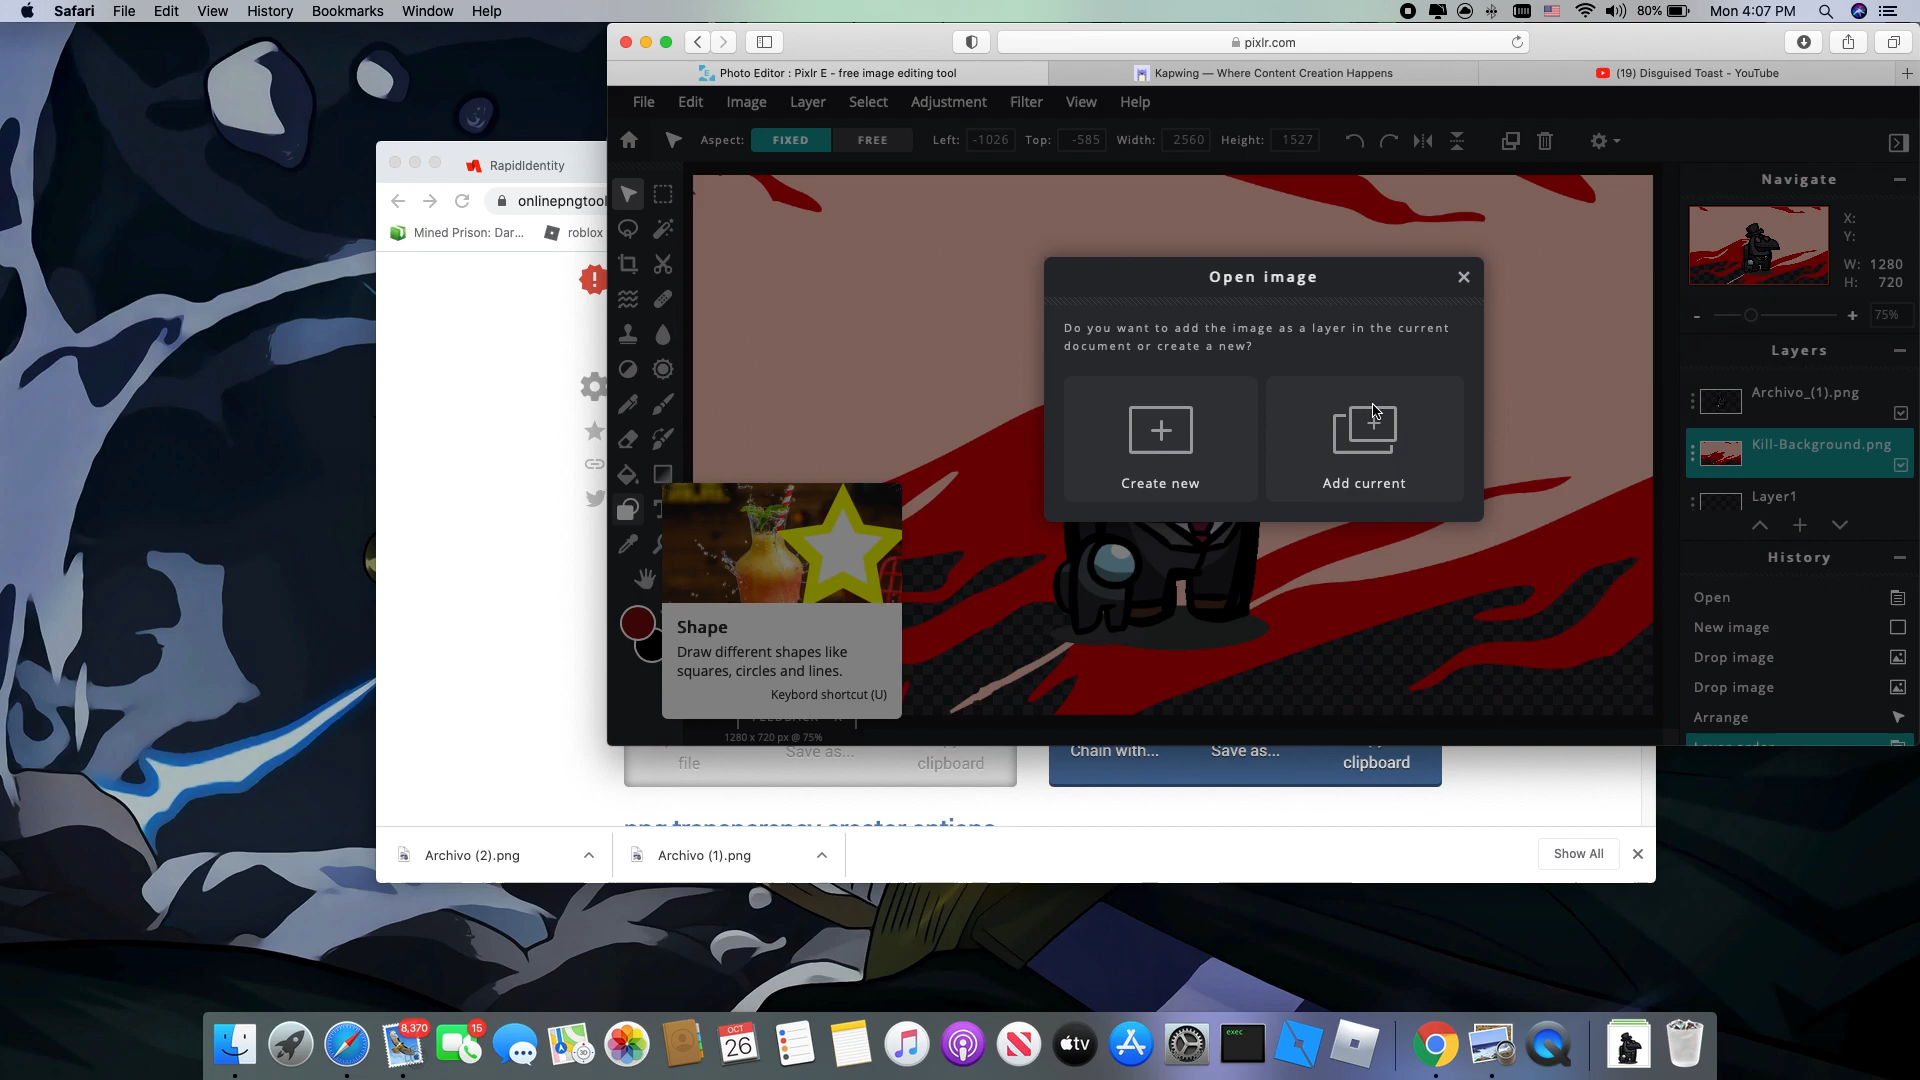 Safari File Edit View History Bookmarks Window Help
80% Mon 4:07 PM
pixlr.com
Photo Editor : Pixlr E - free image editing tool
Kapwing — Where Content Creation Happens
(19) Disguised Toast - YouTube
File Edit Image Layer Select Adjustment Filter View Help
Aspect: FIXED FREE Left: -1026 Top: -585 Width: 2560 Height: 1527
RapidIdentity
onlinepngtool
Mined Prison: Dar...
roblox
Navigate
X:
Y:
W: 1280
H: 720
- + 75%
Layers
Archivo_(1).png
Kill-Background.png
Layer1
History
Open
New image
Drop image
Drop image
Arrange
Open image
Do you want to add the image as a layer in the current
document or create a new?
Create new
Add current
Shape
Draw different shapes like
squares, circles and lines.
Keybord shortcut (U)
1280 x 720 px @ 75%
file
Save as...
clipboard
Chain with...
Save as...
clipboard
png transparency creator options
Archivo (2).png
Archivo (1).png
Show All
8,370
15
OCT
26
3D
tv
exec